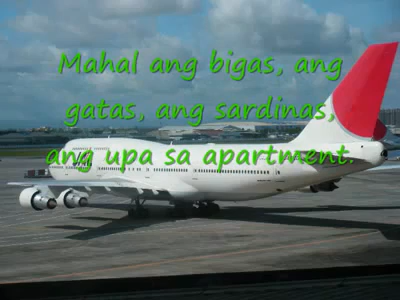 Mahal ang bigas, ang
gatas, ang sardinas,
ang upa sa apartment.